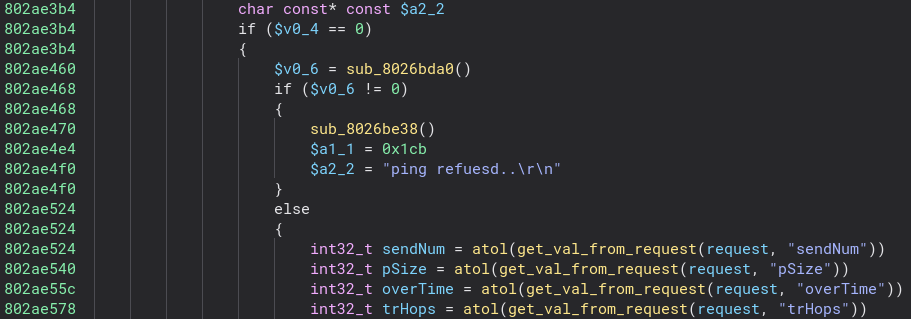 802ae3b4 char const* const $a2_2
802ae3b4 if ($v0_4 == 0)
802ae3b4 {
802ae460 $v0_6 = sub_8026bda0()
802ae468 if ($v0_6 != 0)
802ae468 {
802ae470 sub_8026be38()
802ae4e4 $a1_1 = 0x1cb
802ae4f0 $a2_2 = "ping refuesd..\r\n"
802ae4f0 }
802ae524 else
802ae524 {
802ae524 int32_t sendNum = atol(get_val_from_request(request, "sendNum"))
802ae540 int32_t pSize = atol(get_val_from_request(request, "pSize"))
802ae55c int32_t overTime = atol(get_val_from_request(request, "overTime"))
802ae578 int32_t trHops = atol(get_val_from_request(request, "trHops"))